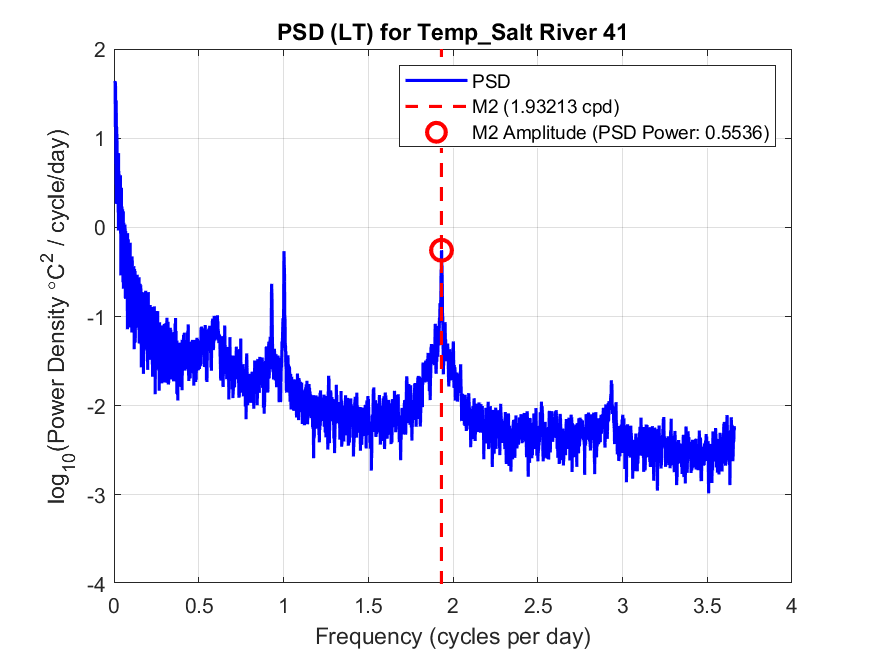 PSD (LT) for Temp_Salt River 41
PSD
M2 (1.93213 cpd)
M2 Amplitude (PSD Power: 0.5536)
log10(Power Density °C2 / cycle/day)
2
1
0
-1
-2
-3
-4
0 0.5 1 1.5 2 2.5 3 3.5 4
Frequency (cycles per day)